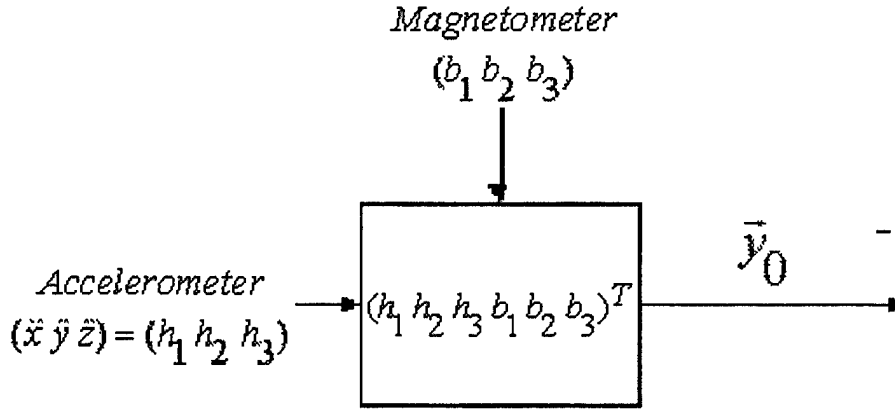 Magnetometer
(b₁ b₂ b₃)
Accelerometer
(ẍ ÿ z̈) = (h₁ h₂ h₃)
(h₁ h₂ h₃ b₁ b₂ b₃)ᵀ
y⃗₀
-